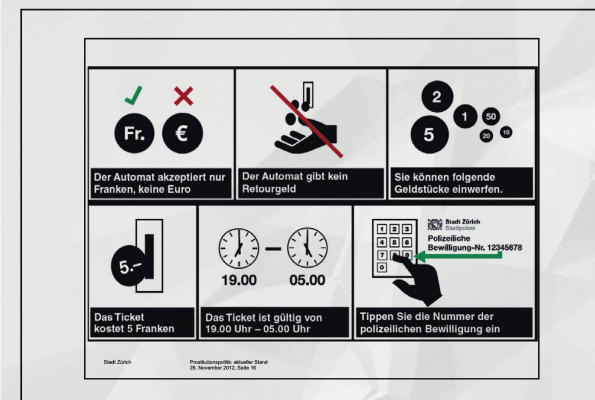 Fr. €
Der Automat akzeptiert nur
Franken, keine Euro
Der Automat gibt kein
Retourgeld
2
1
50
5
20
10
Sie können folgende
Geldstücke einwerfen.
5.-
Das Ticket
kostet 5 Franken
19.00 – 05.00
Das Ticket ist gültig von
19.00 Uhr – 05.00 Uhr
1 2 3
4 5 6
7 9
0
Stadt Zürich
Stadtpolizei
Polizeiliche
Bewilligung-Nr. 12345678
Tippen Sie die Nummer der
polizeilichen Bewilligung ein
Stadt Zürich
Prostitutionspolitik: aktueller Stand
26. November 2012, Seite 16